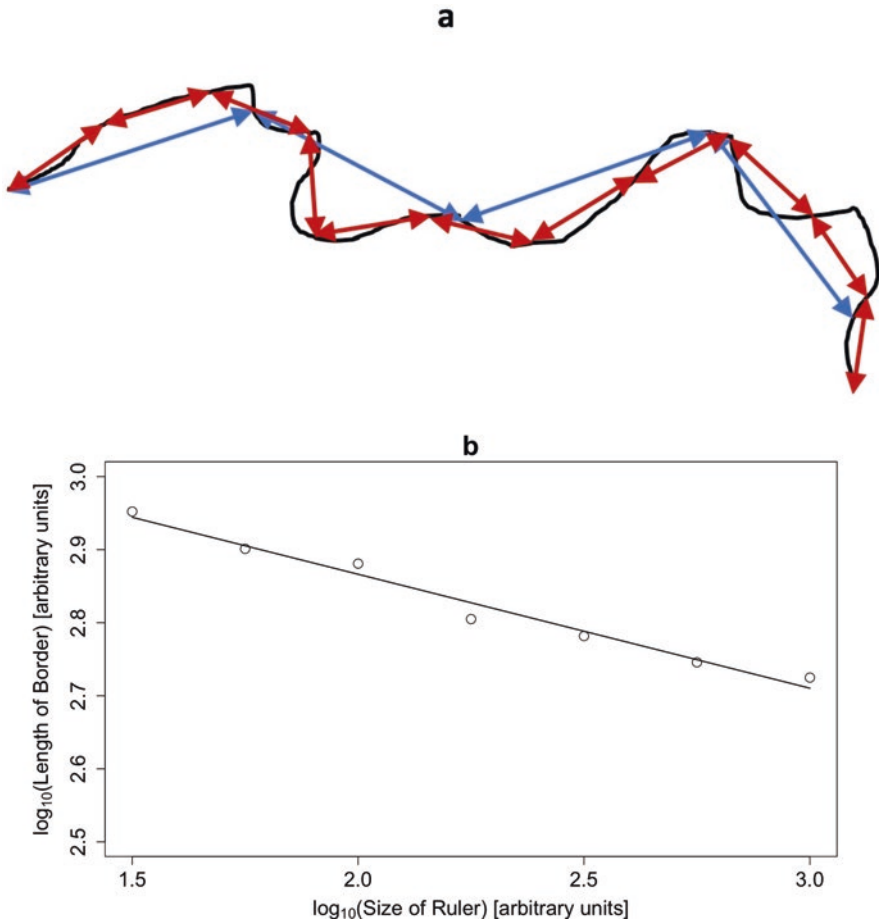 a
b
3.0
2.9
2.8
2.7
2.6
2.5
log₁₀(Length of Border) [arbitrary units]
1.5 2.0 2.5 3.0
log₁₀(Size of Ruler) [arbitrary units]